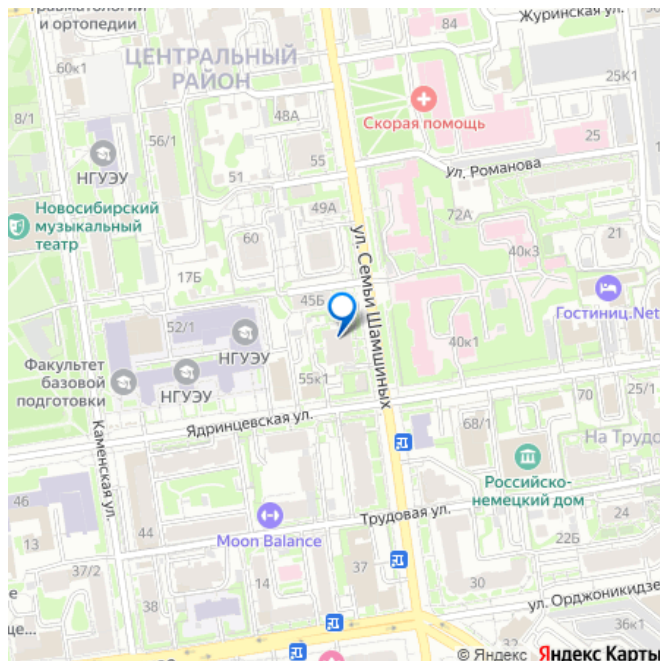 Травматологии
и ортопедии
Журинская ул.
84
ЦЕНТРАЛЬНЫЙ
РАЙОН
60к1
25К1
8/1
48А
Скорая помощь
56/1
25
55
НГУЭУ
51
ул. Романова
49А
72А
Новосибирский
музыкальный
театр
60
21
40к3
17Б
ул. Семьи Шамшиных
45Б
Гостиниц.Net
52/1
НГУЭУ
40к1
Факультет
базовой
подготовки
НГУЭУ
55к1
70
25/1
Ядринцевская ул.
68/1
На Трудо
Каменская ул.
Российско-
немецкий дом
46
Трудовая ул.
24
44
13
Moon Balance
22Б
37/2
14
37
30
38
ул. Орджоникидзе
ще...
36к1
32
© Яндекс Яндекс Карты